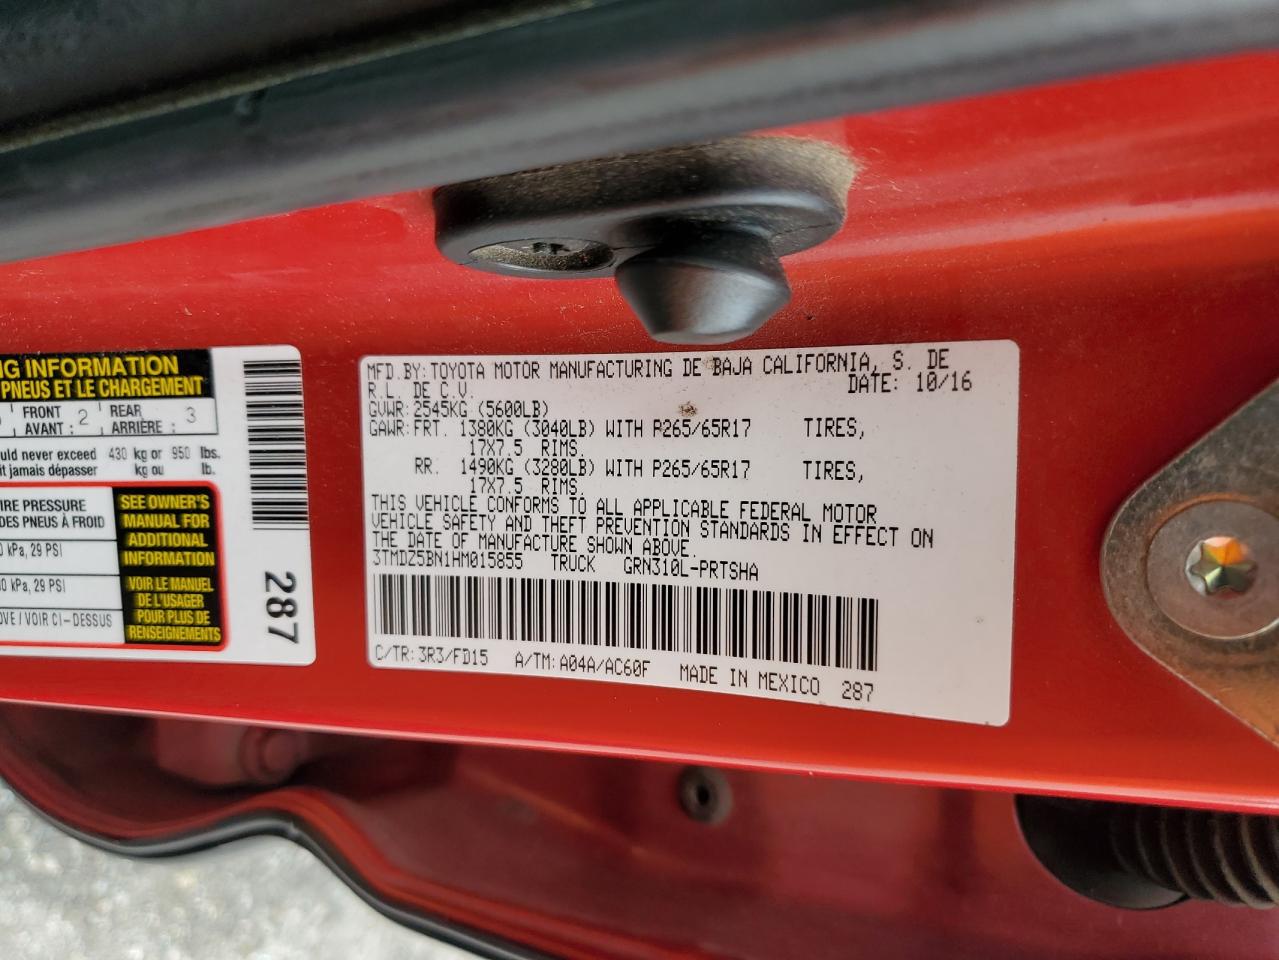 NG INFORMATION
PNEUS ET LE CHARGEMENT
FRONT AVANT : 2 REAR ARRIÈRE : 3
never exceed 430 kg or 950 lbs.
it jamais dépasser kg ou lb.
PRESSURE
DES PNEUS À FROID
kPa, 29 PSI
kPa, 29 PSI
/ VOIR CI-DESSUS
SEE OWNER'S
MANUAL FOR
ADDITIONAL
INFORMATION
VOIR LE MANUEL
DE L'USAGER
POUR PLUS DE
RENSEIGNEMENTS
287
MFD.BY:TOYOTA MOTOR MANUFACTURING DE BAJA CALIFORNIA, S. DE
R.L. DE C.V. DATE: 10/16
GVWR:2545KG (5600LB)
GAWR:FRT. 1380KG (3040LB) WITH P265/65R17 TIRES,
17X7.5 RIMS.
RR. 1490KG (3280LB) WITH P265/65R17 TIRES,
17X7.5 RIMS.
THIS VEHICLE CONFORMS TO ALL APPLICABLE FEDERAL MOTOR
VEHICLE SAFETY AND THEFT PREVENTION STANDARDS IN EFFECT ON
THE DATE OF MANUFACTURE SHOWN ABOVE.
3TMDZ5BN1HM015855 TRUCK GRN310L-PRTSHA
C/TR:3R3/FD15 A/TM:A04A/AC60F MADE IN MEXICO 287